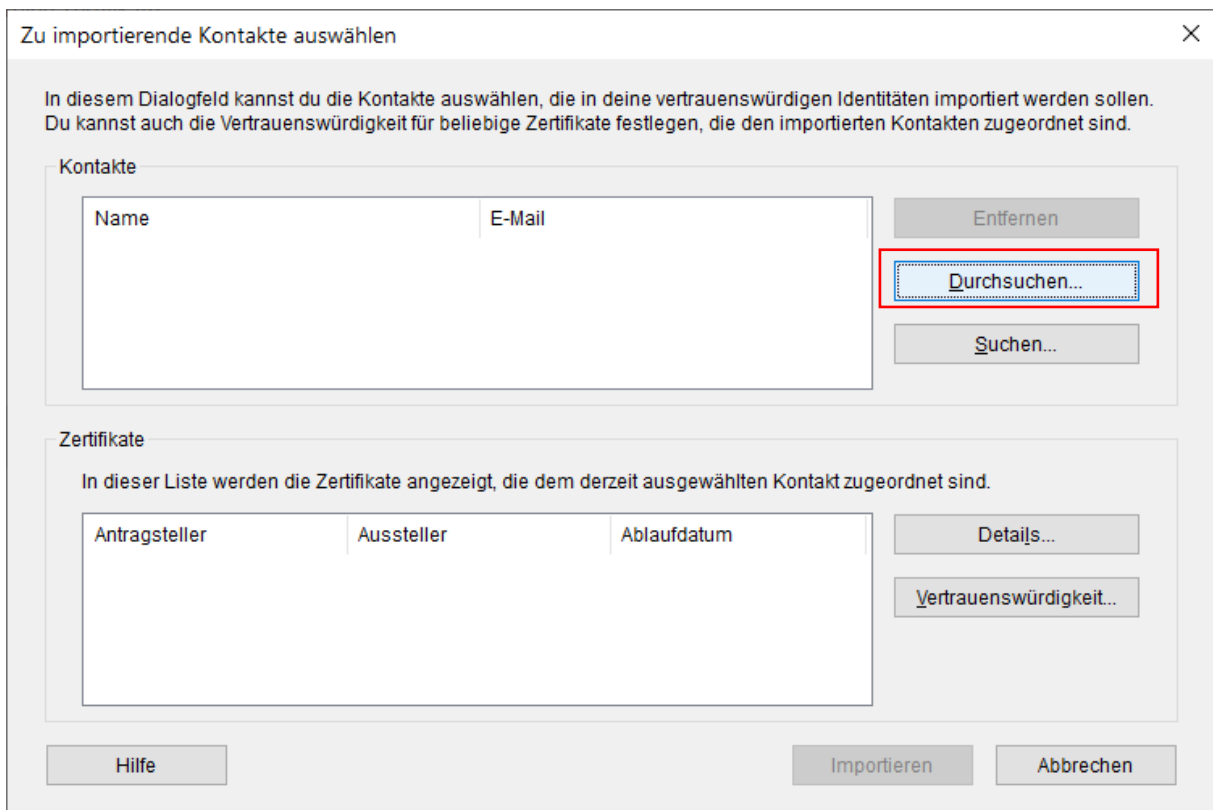 Zu importierende Kontakte auswählen
In diesem Dialogfeld kannst du die Kontakte auswählen, die in deine vertrauenswürdigen Identitäten importiert werden sollen.
Du kannst auch die Vertrauenswürdigkeit für beliebige Zertifikate festlegen, die den importierten Kontakten zugeordnet sind.
Kontakte
Name E-Mail
Entfernen
Durchsuchen...
Suchen...
Zertifikate
In dieser Liste werden die Zertifikate angezeigt, die dem derzeit ausgewählten Kontakt zugeordnet sind.
Antragsteller Aussteller Ablaufdatum
Details...
Vertrauenswürdigkeit...
Hilfe Importieren Abbrechen